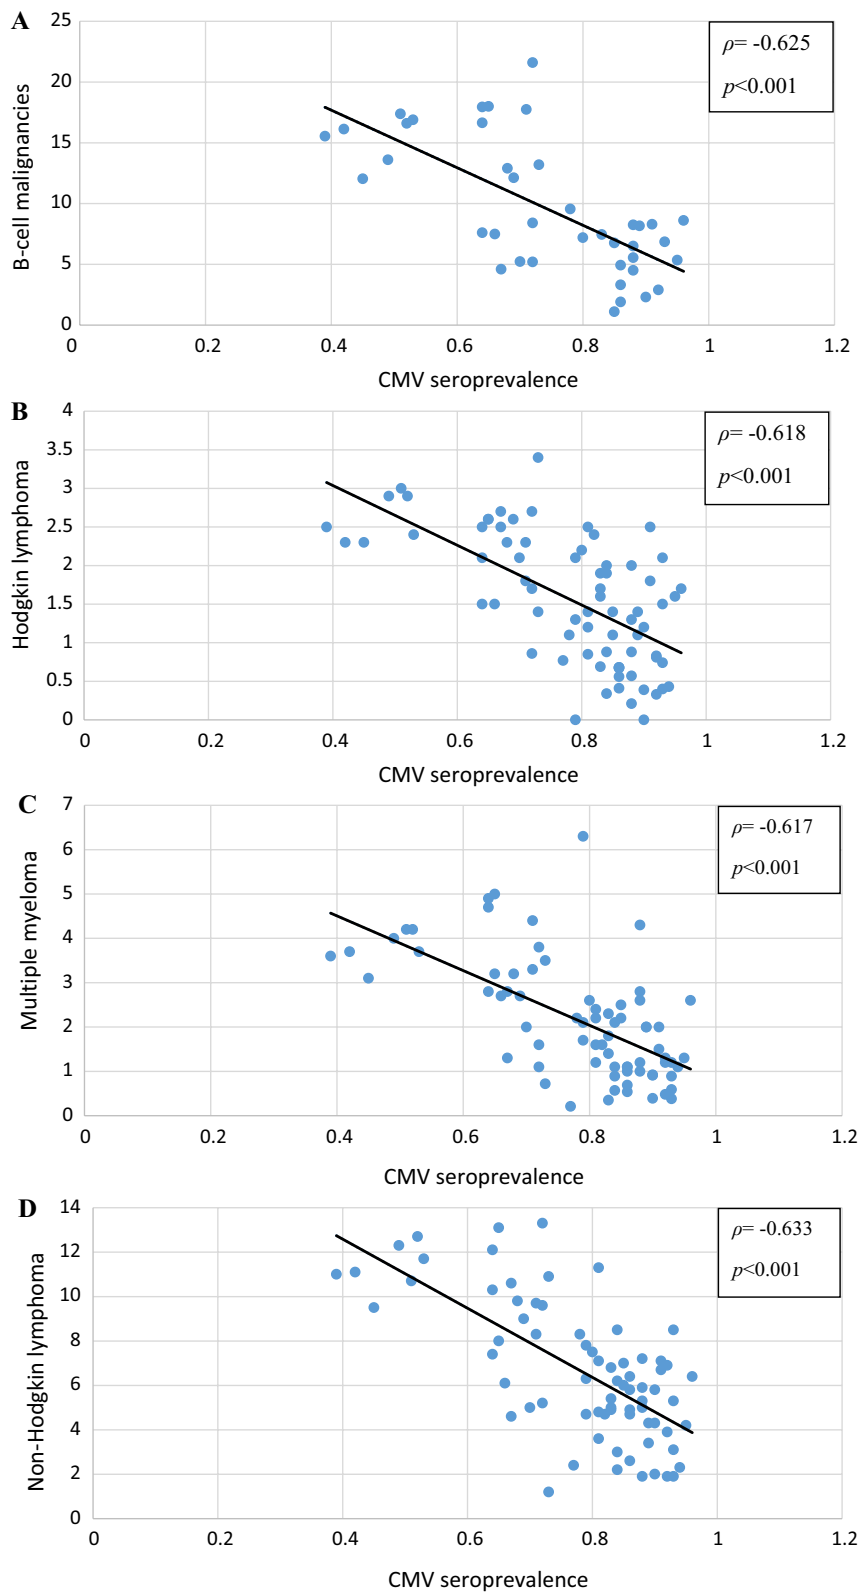 A
25
20
15
10
5
0
B-cell malignancies
ρ= -0.625
p<0.001
0 0.2 0.4 0.6 0.8 1 1.2
CMV seroprevalence
B
4
3.5
3
2.5
2
1.5
1
0.5
0
Hodgkin lymphoma
ρ= -0.618
p<0.001
0 0.2 0.4 0.6 0.8 1 1.2
CMV seroprevalence
C
7
6
5
4
3
2
1
0
Multiple myeloma
ρ= -0.617
p<0.001
0 0.2 0.4 0.6 0.8 1 1.2
CMV seroprevalence
D
14
12
10
8
6
4
2
0
Non-Hodgkin lymphoma
ρ= -0.633
p<0.001
0 0.2 0.4 0.6 0.8 1 1.2
CMV seroprevalence